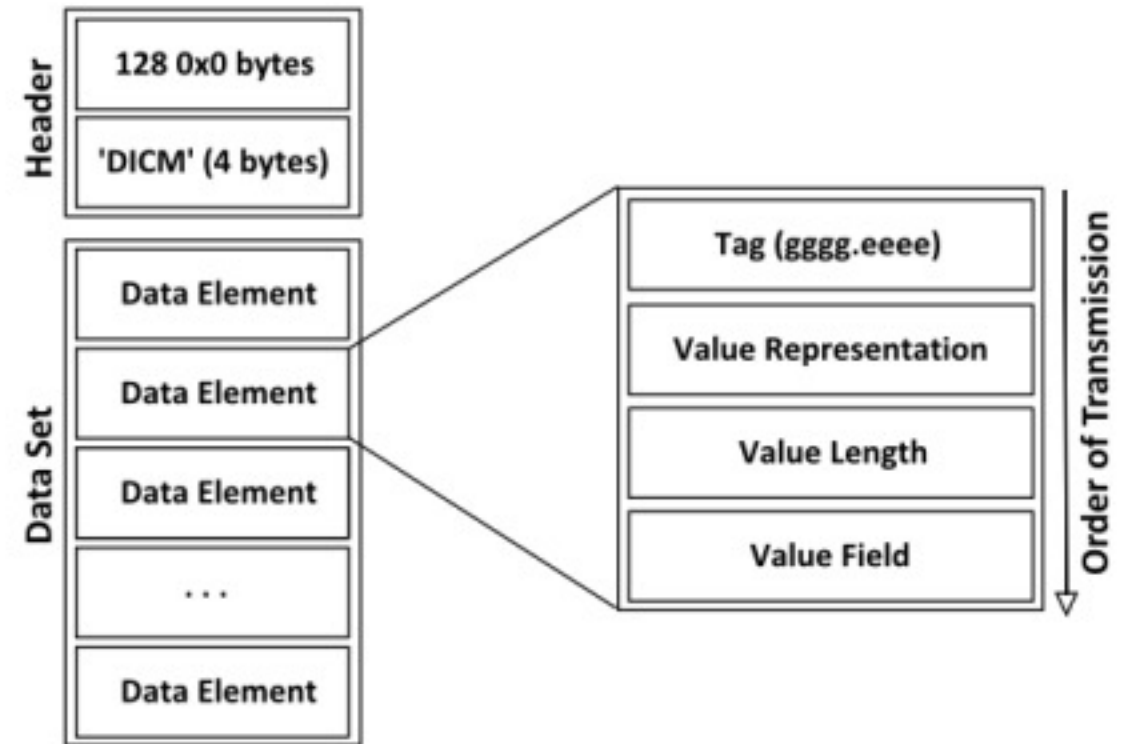 Header
128 0x0 bytes
'DICM' (4 bytes)
Data Set
Data Element
Data Element
Data Element
. . .
Data Element
Tag (gggg.eeee)
Value Representation
Value Length
Value Field
Order of Transmission